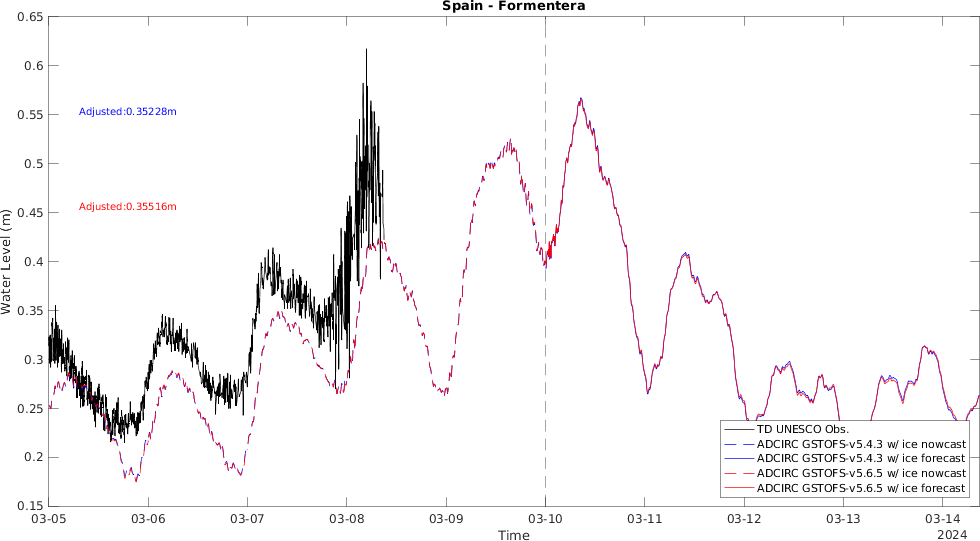 Spain - Formentera
0.65
0.6
0.55
0.5
0.45
0.4
0.35
0.3
0.25
0.2
0.15
Water Level (m)
Adjusted:0.35228m
Adjusted:0.35516m
TD UNESCO Obs.
ADCIRC GSTOFS-v5.4.3 w/ ice nowcast
ADCIRC GSTOFS-v5.4.3 w/ ice forecast
ADCIRC GSTOFS-v5.6.5 w/ ice nowcast
ADCIRC GSTOFS-v5.6.5 w/ ice forecast
03-05 03-06 03-07 03-08 03-09 03-10 03-11 03-12 03-13 03-14
Time
2024